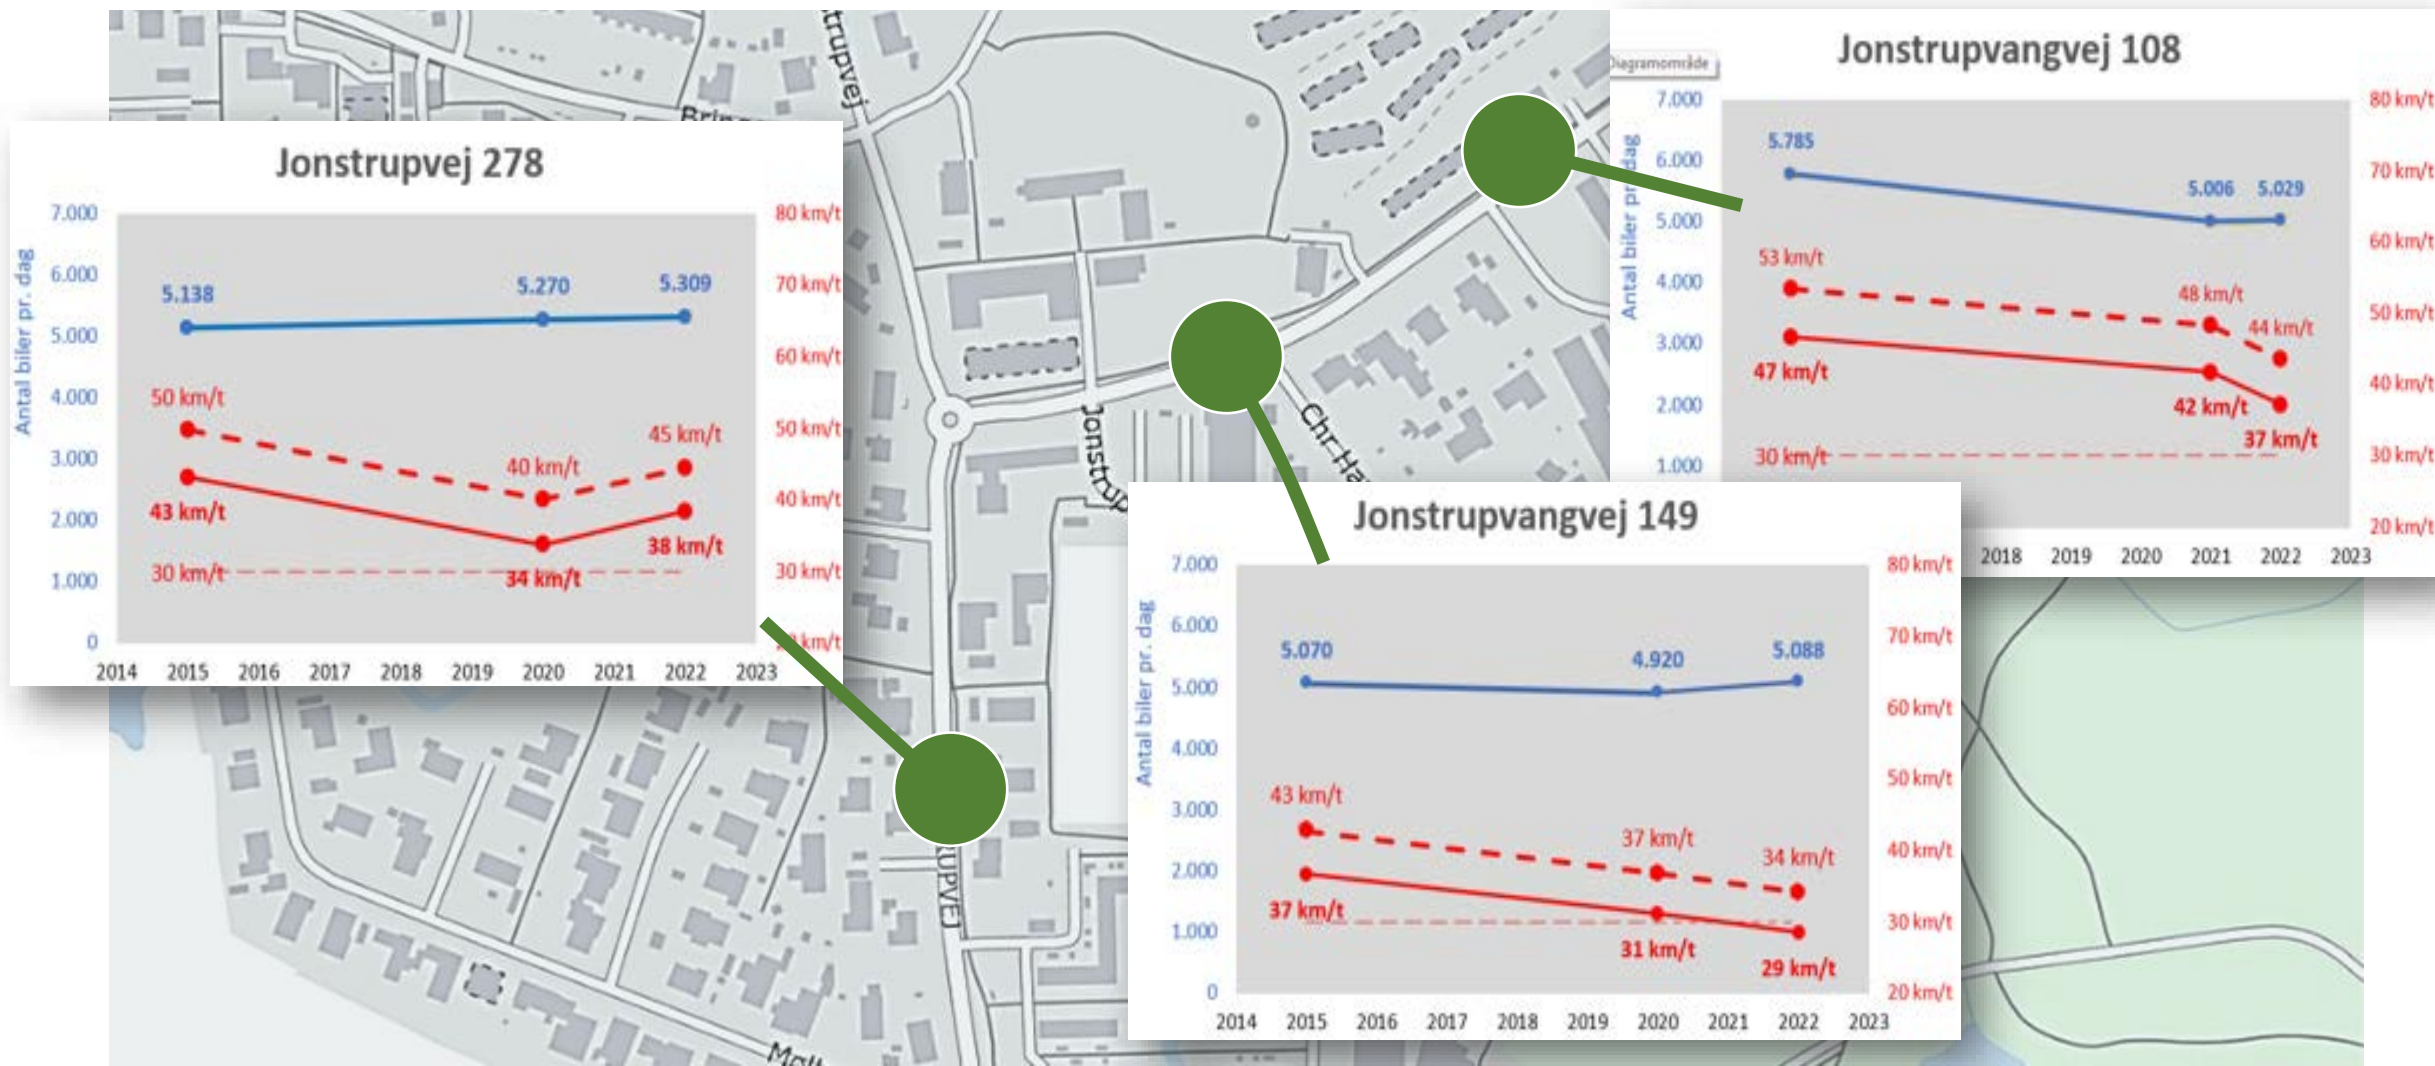 Jonstrupvej 278
Antal biler pr. dag
7.000
6.000
5.000
4.000
3.000
2.000
1.000
0
80 km/t
70 km/t
60 km/t
50 km/t
40 km/t
30 km/t
km/t
5.138
5.270
5.309
50 km/t
40 km/t
45 km/t
43 km/t
34 km/t
38 km/t
30 km/t
2014 2015 2016 2017 2018 2019 2020 2021 2022 2023
Jonstrupvangvej 108
Diagramområde
Antal biler pr. dag
7.000
6.000
5.000
4.000
3.000
2.000
1.000
80 km/t
70 km/t
60 km/t
50 km/t
40 km/t
30 km/t
20 km/t
5.785
5.006
5.029
53 km/t
48 km/t
44 km/t
47 km/t
42 km/t
37 km/t
30 km/t
2018 2019 2020 2021 2022 2023
Jonstrupvangvej 149
Antal biler pr. dag
7.000
6.000
5.000
4.000
3.000
2.000
1.000
0
80 km/t
70 km/t
60 km/t
50 km/t
40 km/t
30 km/t
20 km/t
5.070
4.920
5.088
43 km/t
37 km/t
34 km/t
37 km/t
31 km/t
29 km/t
2014 2015 2016 2017 2018 2019 2020 2021 2022 2023
trupvej
Jonstrup
Chr Ha
UPVEJ